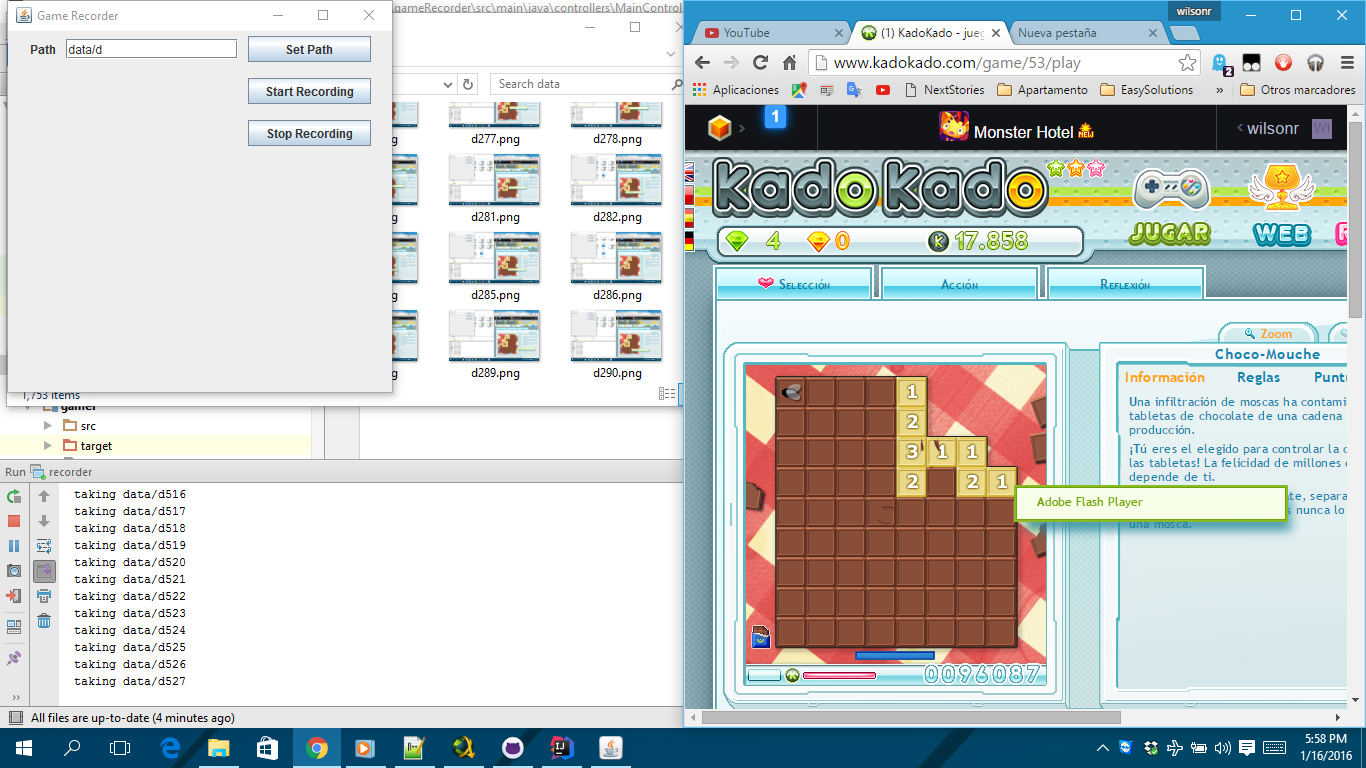 Game Recorder
Path
data/d
Set Path
Start Recording
Stop Recording
gameRecorder\src\main\java\controllers\MainControl
Search data
d277.png
d278.png
g
d281.png
d282.png
g
d285.png
d286.png
g
d289.png
d290.png
g
1,753 items
gamer
src
target
Run
recorder
taking data/d516
taking data/d517
taking data/d518
taking data/d519
taking data/d520
taking data/d521
taking data/d522
taking data/d523
taking data/d524
taking data/d525
taking data/d526
taking data/d527
All files are up-to-date (4 minutes ago)
wilsonr
YouTube
(1) KadoKado - jueg
Nueva pestaña
www.kadokado.com/game/53/play
2
Aplicaciones
NextStories
Apartamento
EasySolutions
»
Otros marcadores
1
Monster Hotel
NEW
wilsonr
WI
KadoKado
4
0
K
17.858
JUGAR
WEB
Selección
Acción
Reflexión
Zoom
Choco-Mouche
Información
Reglas
Puntu
Una infiltración de moscas ha contami
tabletas de chocolate de una cadena
producción.
¡Tú eres el elegido para controlar la c
las tabletas! La felicidad de millones
depende de ti.
te, separa
s nunca lo
una mosca.
Adobe Flash Player
1
2
3 1 1
2 2 1
0096087
5:58 PM
1/16/2016